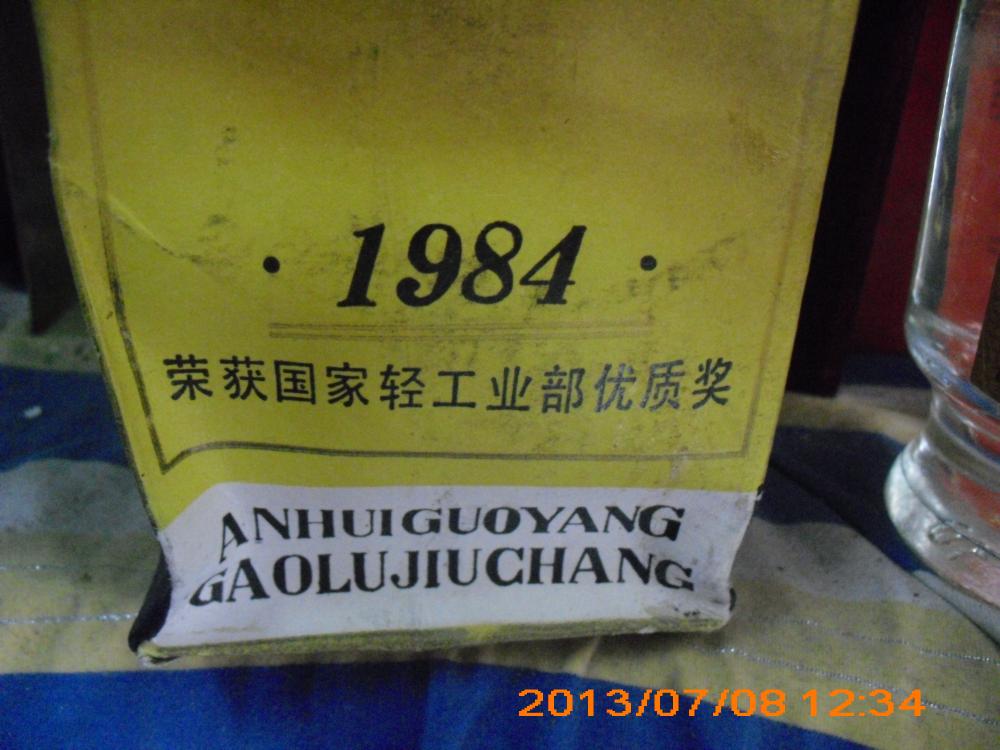 · 1984 ·
荣获国家轻工业部优质奖
ANHUIGUOYANG
GAOLUJIUCHANG
2013/07/08 12:34